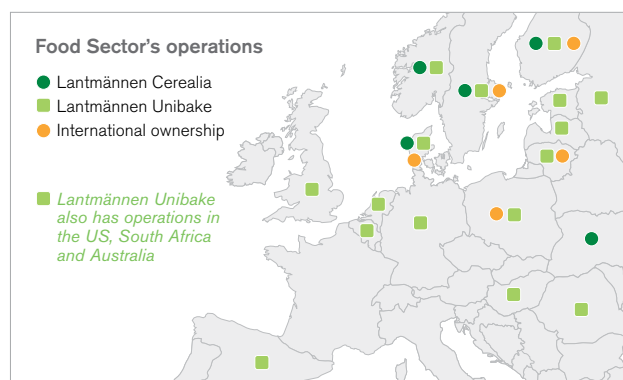 Food Sector's operations
Lantmännen Cerealia
Lantmännen Unibake
International ownership
Lantmännen Unibake
also has operations in
the US, South Africa
and Australia